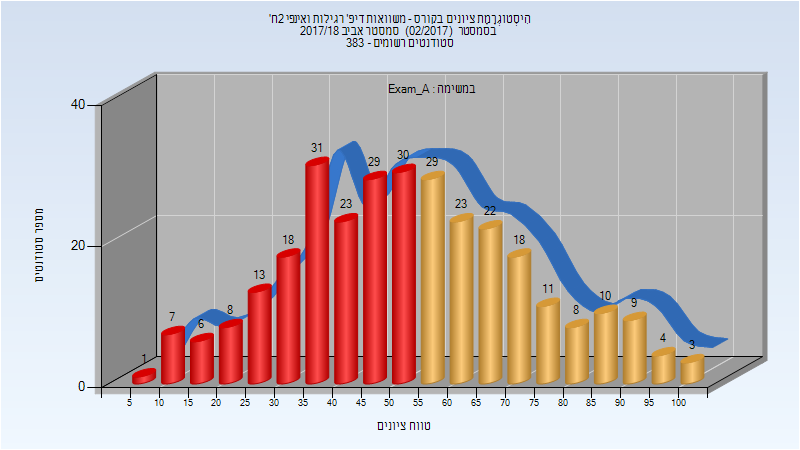 הִיסְטוֹגְרָמַת ציונים בקורס - משוואות דיפ' רגילות ואינפי 2ח'
בסמסטר (02/2017) סמסטר אביב 2017/18
סטודנטים רשומים - 383
במשימה : Exam_A
40
20
0
מספר סטודנטים
1 7 6 8 13 18 31 23 29 30 29 23 22 18 11 8 10 9 4 3
5 10 15 20 25 30 35 40 45 50 55 60 65 70 75 80 85 90 95 100
טווח ציונים